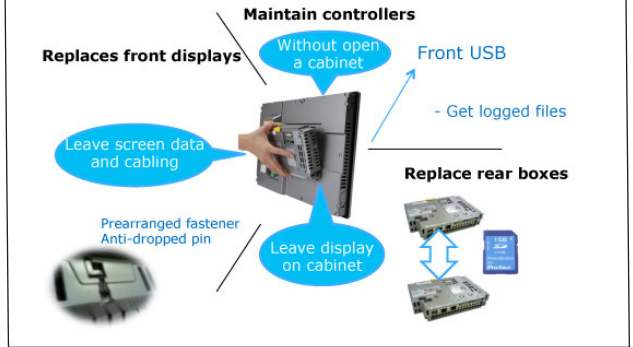 Maintain controllers
Replaces front displays
Without open
a cabinet
Front USB
- Get logged files
Leave screen data
and cabling
Replace rear boxes
Prearranged fastener
Anti-dropped pin
Leave display
on cabinet
1GB
SD